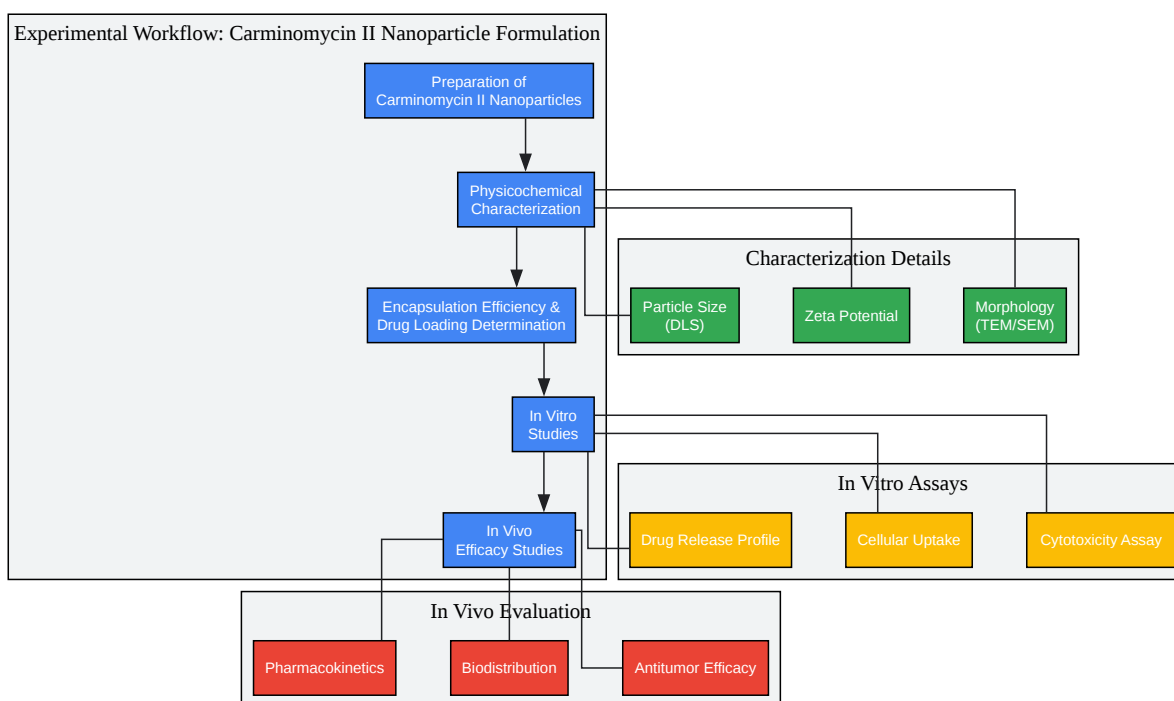 Experimental Workflow: Carminomycin II Nanoparticle Formulation
Preparation of
Carminomycin II Nanoparticles
Physicochemical
Characterization
Characterization Details
Encapsulation Efficiency &
Drug Loading Determination
Particle Size
(DLS)
Zeta Potential
Morphology
(TEM/SEM)
In Vitro
Studies
In Vitro Assays
In Vivo
Efficacy Studies
Drug Release Profile
Cellular Uptake
Cytotoxicity Assay
In Vivo Evaluation
Pharmacokinetics
Biodistribution
Antitumor Efficacy